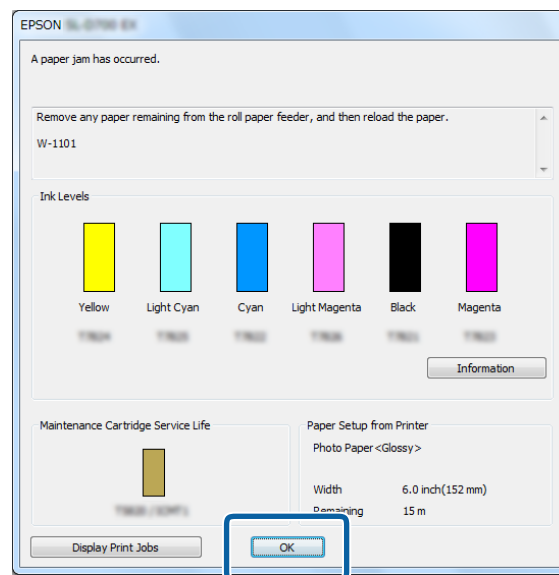 EPSON
A paper jam has occurred.
Remove any paper remaining from the roll paper feeder, and then reload the paper.
W-1101
Ink Levels
Yellow Light Cyan Cyan Light Magenta Black Magenta
Information
Maintenance Cartridge Service Life
Paper Setup from Printer
Photo Paper<Glossy>
Width 6.0 inch(152 mm)
Remaining 15 m
Display Print Jobs OK